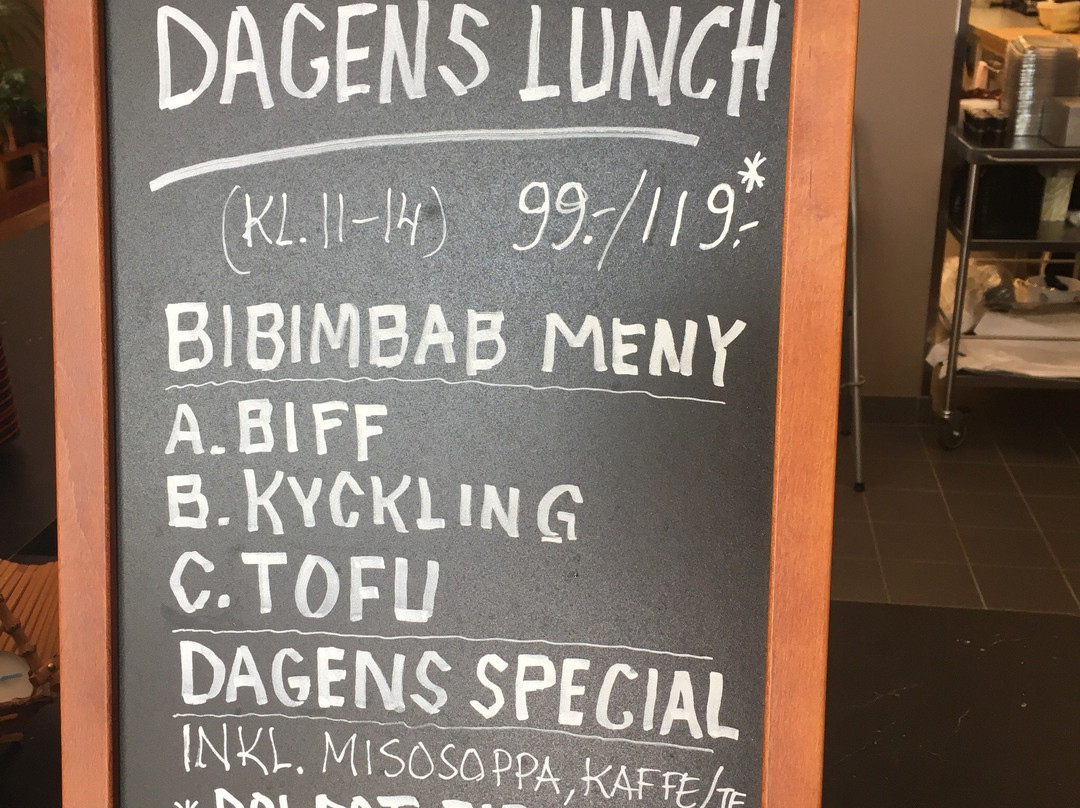 DAGENS LUNCH
(KL. 11-14) 99:-/119:-*
BIBIMBAB MENY
A. BIFF
B. KYCKLING
C. TOFU
DAGENS SPECIAL
INKL. MISOSOPPA, KAFFE/TE